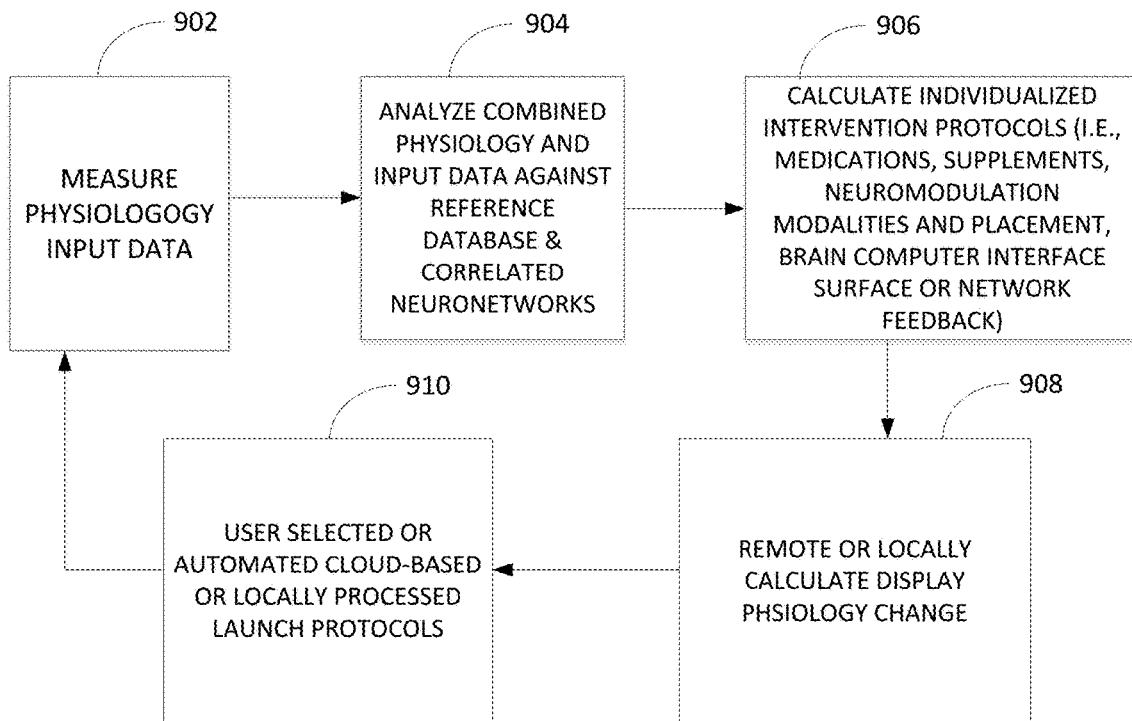 902
MEASURE
PHYSIOLOGOGY
INPUT DATA
904
ANALYZE COMBINED
PHYSIOLOGY AND
INPUT DATA AGAINST
REFERENCE
DATABASE &
CORRELATED
NEURONETWORKS
906
CALCULATE INDIVIDUALIZED
INTERVENTION PROTOCOLS (I.E.,
MEDICATIONS, SUPPLEMENTS,
NEUROMODULATION
MODALITIES AND PLACEMENT,
BRAIN COMPUTER INTERFACE
SURFACE OR NETWORK
FEEDBACK)
908
REMOTE OR LOCALLY
CALCULATE DISPLAY
PHSIOLOGY CHANGE
910
USER SELECTED OR
AUTOMATED CLOUD-BASED
OR LOCALLY PROCESSED
LAUNCH PROTOCOLS